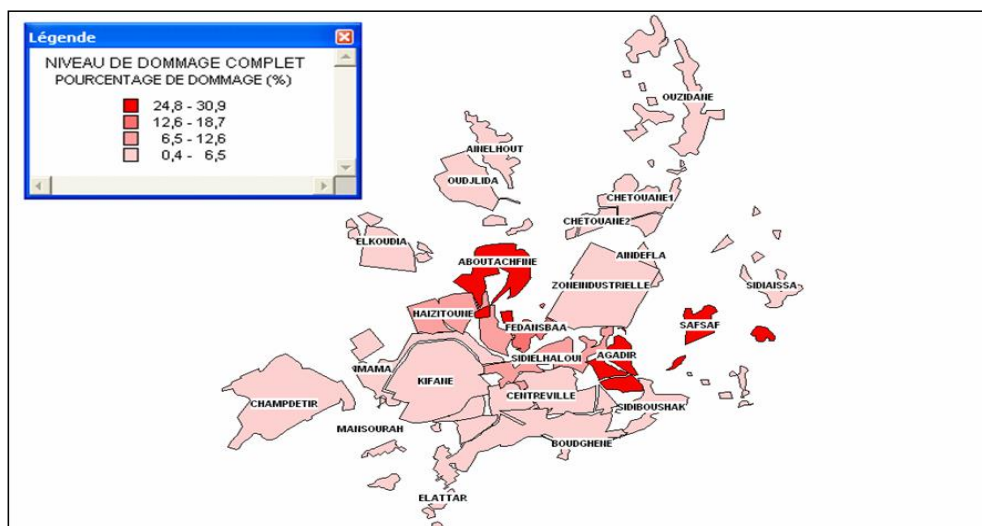 Légende
NIVEAU DE DOMMAGE COMPLET
POURCENTAGE DE DOMMAGE (%)
24,8 - 30,9
12,6 - 18,7
6,5 - 12,6
0,4 - 6,5
OUZIDANE
AINELHOUT
OUDJLIDA
CHETOUANE1
CHETOUANE2
ELKOUDIA
AINDEFLA
ABOUTACHFINE
ZONEINDUSTRIELLE
SIDIAISSA
HAIZITOUNE
SAFSAF
FEDANSBAA
SIDIELHALOUI
AGADIR
IMAMA
KIFANE
CENTREVILLE
CHAMPDETIR
SIDIBOUSHAK
MANSOURAH
BOUDGHENE
ELATTAR